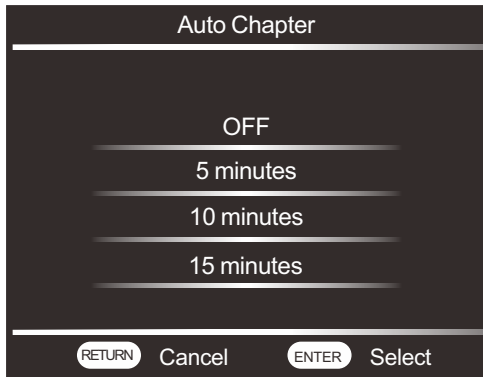 Auto Chapter
OFF
5 minutes
10 minutes
15 minutes
RETURN Cancel ENTER Select